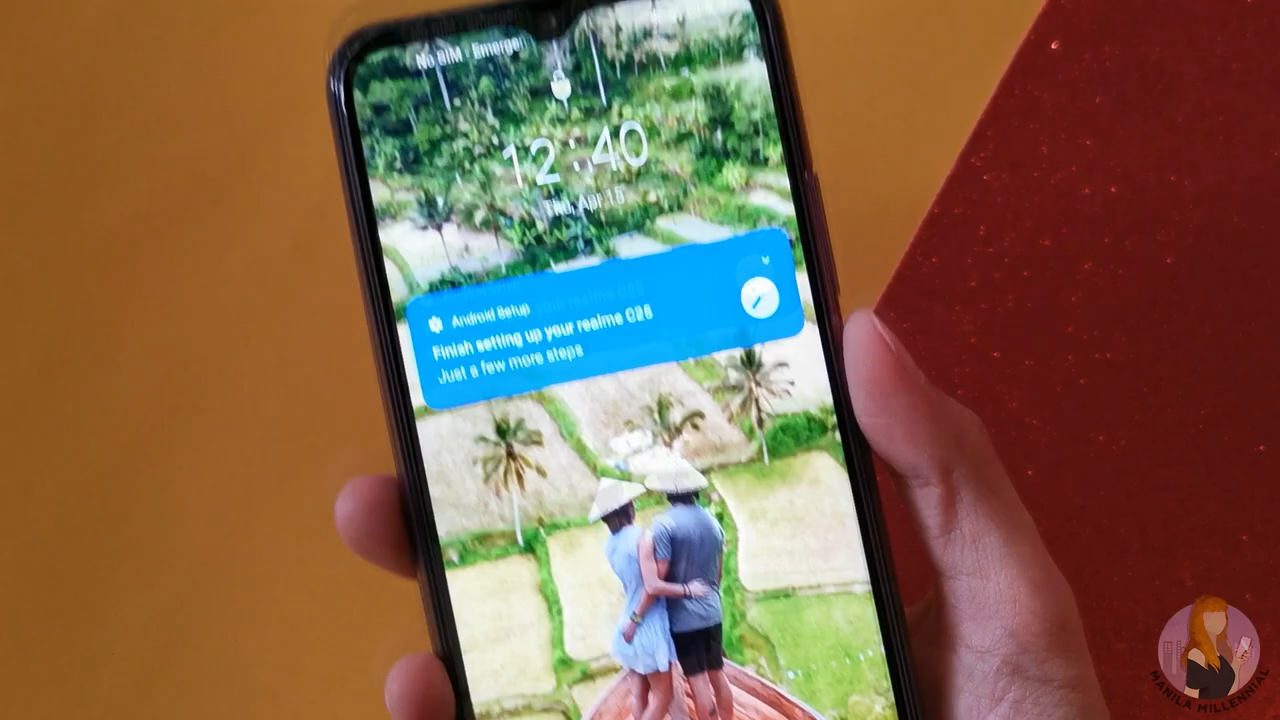 No SIM · Emergen
12:40
Thu, Apr 15
Android Setup
Finish setting up your realme C25
Just a few more steps
MANILA MILLENNIAL